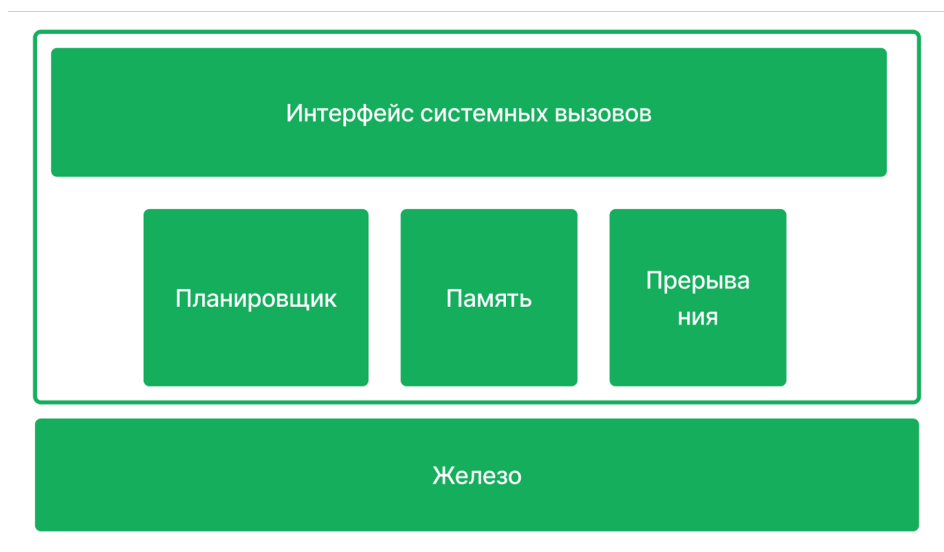 Интерфейс системных вызовов
Планировщик
Память
Прерыва
ния
Железо